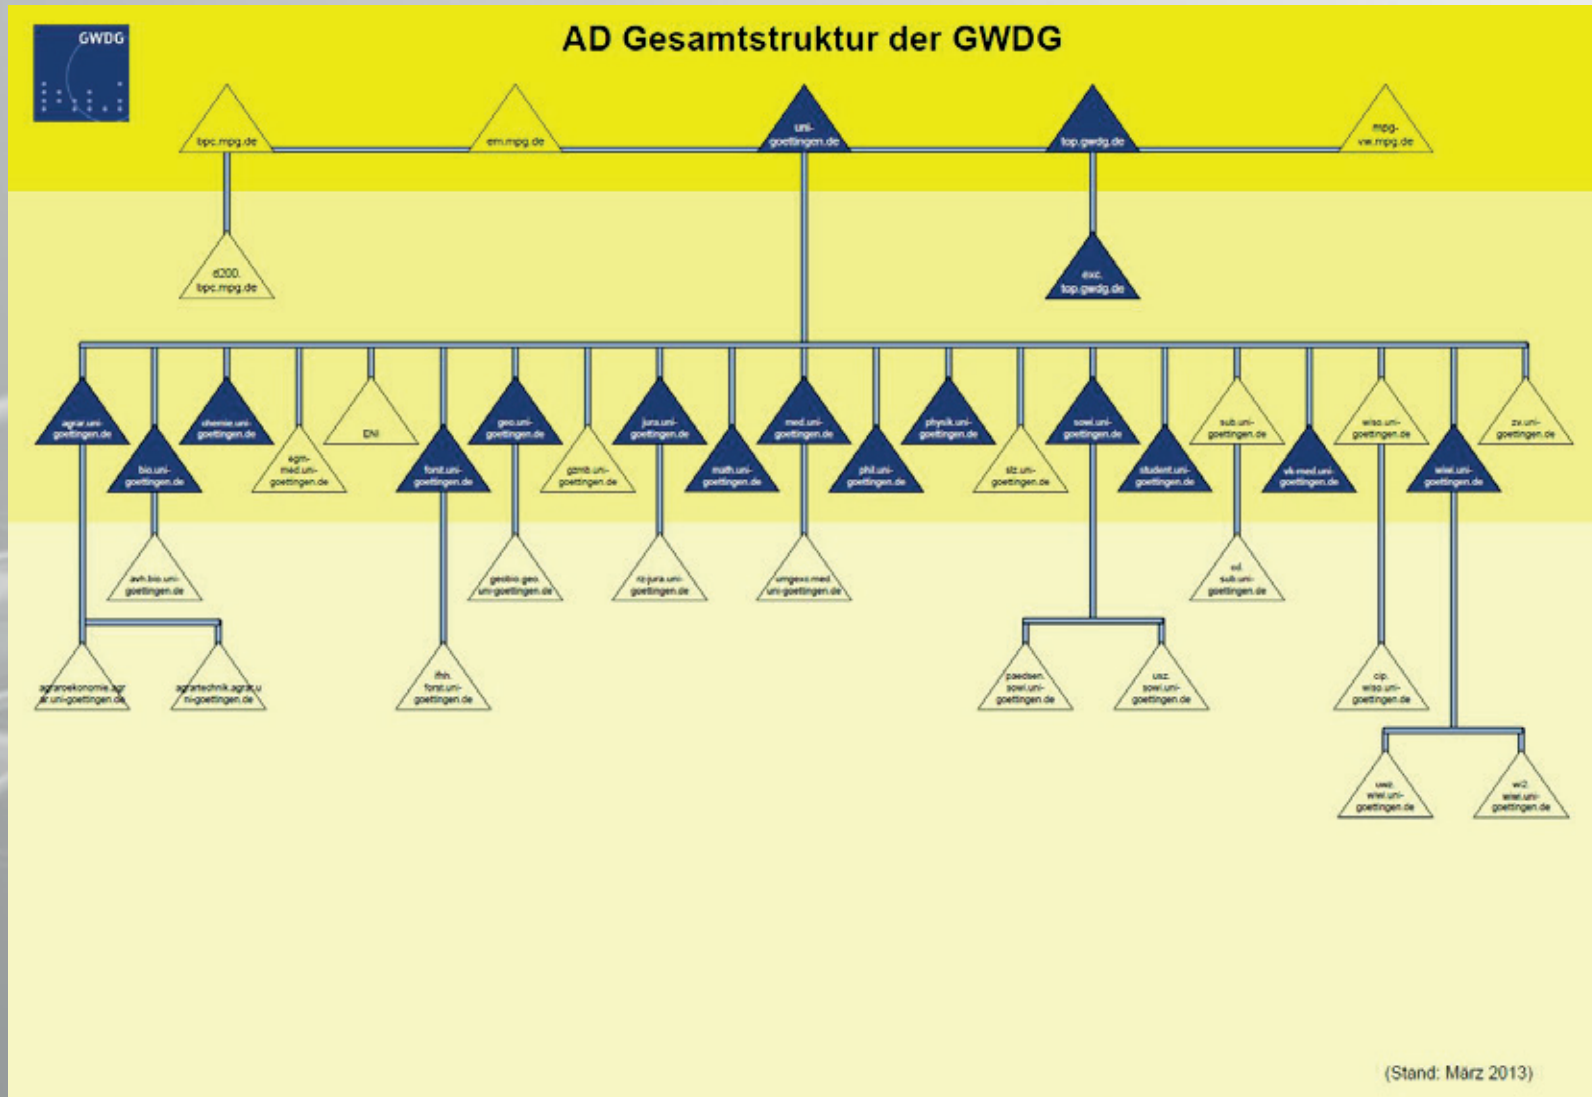 GWDG
AD Gesamtstruktur der GWDG
bpc.mpg.de
em.mpg.de
uni-
goettingen.de
top.gwdg.de
mpg-
vw.mpg.de
d200.
bpc.mpg.de
exc.
top.gwdg.de
agrar.uni-
goettingen.de
bio.uni-
goettingen.de
chemie.uni-
goettingen.de
egm-
med.uni-
goettingen.de
ENI
forst.uni-
goettingen.de
geo.uni-
goettingen.de
gzmb.uni-
goettingen.de
jura.uni-
goettingen.de
math.uni-
goettingen.de
med.uni-
goettingen.de
phil.uni-
goettingen.de
physik.uni-
goettingen.de
slz.uni-
goettingen.de
sowi.uni-
goettingen.de
student.uni-
goettingen.de
sub.uni-
goettingen.de
vk-med.uni-
goettingen.de
wiso.uni-
goettingen.de
wiwi.uni-
goettingen.de
zv.uni-
goettingen.de
avh.bio.uni-
goettingen.de
geobio.geo.
uni-goettingen.de
rz-jura.uni-
goettingen.de
umgexc.med.
uni-goettingen.de
cd.
sub.uni-
goettingen.de
agraroekonomie.agr
ar.uni-goettingen.de
agrartechnik.agrar.u
ni-goettingen.de
ifhh.
forst.uni-
goettingen.de
paedsem.
sowi.uni-
goettingen.de
usz.
sowi.uni-
goettingen.de
cip.
wiso.uni-
goettingen.de
uwz.
wiwi.uni-
goettingen.de
wi2.
wiwi.uni-
goettingen.de
(Stand: März 2013)